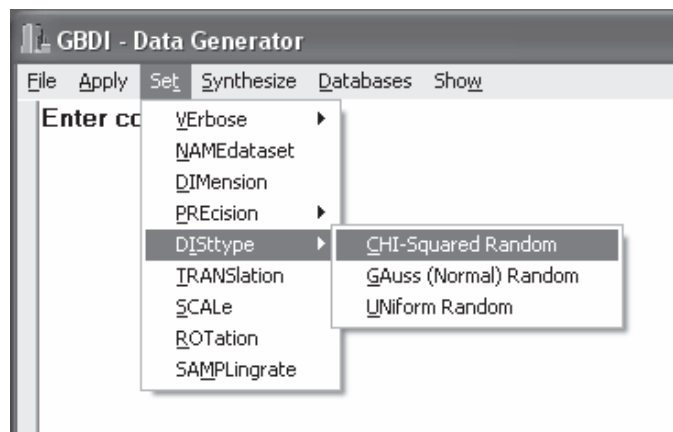 GBDI - Data Generator
File Apply Set Synthesize Databases Show
Enter co
VErbose
NAMEdataset
DIMension
PREcision
DISttype
TRANSlation
SCALe
ROTation
SAMPLingrate
CHI-Squared Random
GAuss (Normal) Random
UNiform Random